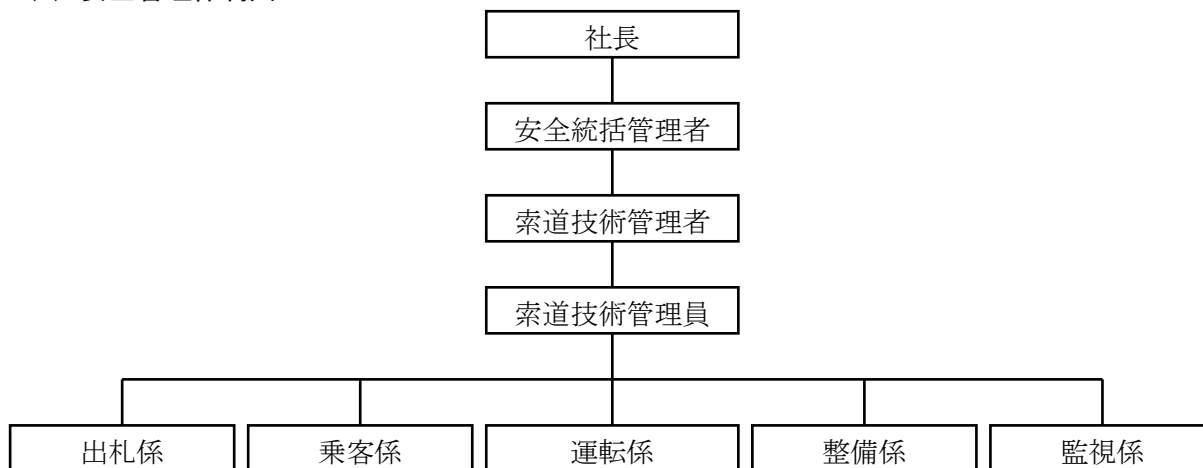 社長
安全統括管理者
索道技術管理者
索道技術管理員
出札係 乗客係 運転係 整備係 監視係